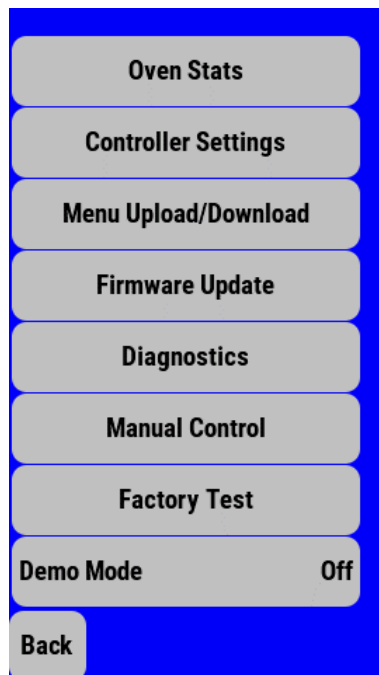 Oven Stats
Controller Settings
Menu Upload/Download
Firmware Update
Diagnostics
Manual Control
Factory Test
Demo Mode Off
Back